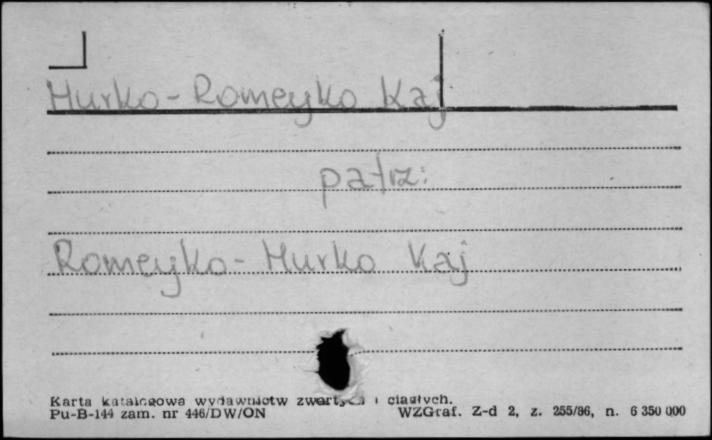 Hurko-Romeyko Kaj
patrz:
Romeyko-Hurko Kaj
Karta katalogowa wydawnictw zwartych i ciągłych.
Pu-B-144 zam. nr 446/DW/ON WZGraf. Z-d 2, z. 255/86, n. 6 350 000